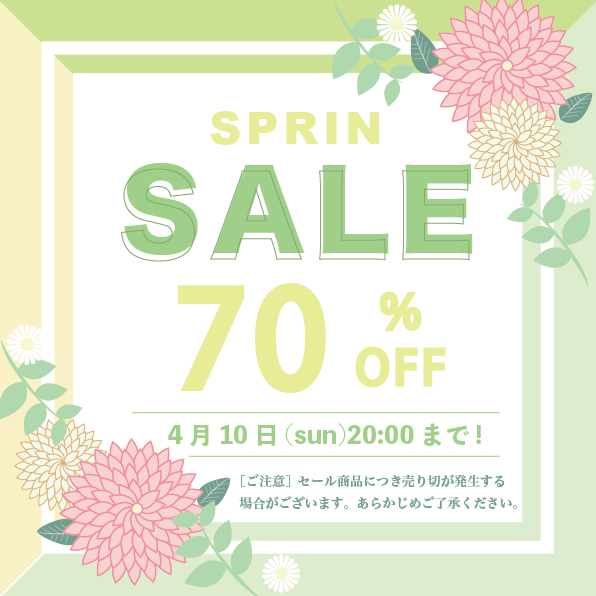 SPRIN
SALE
70
%
OFF
4月10日(sun)20:00まで!
[ご注意]セール商品につき売り切が発生する
場合がございます。あらかじめご了承ください。